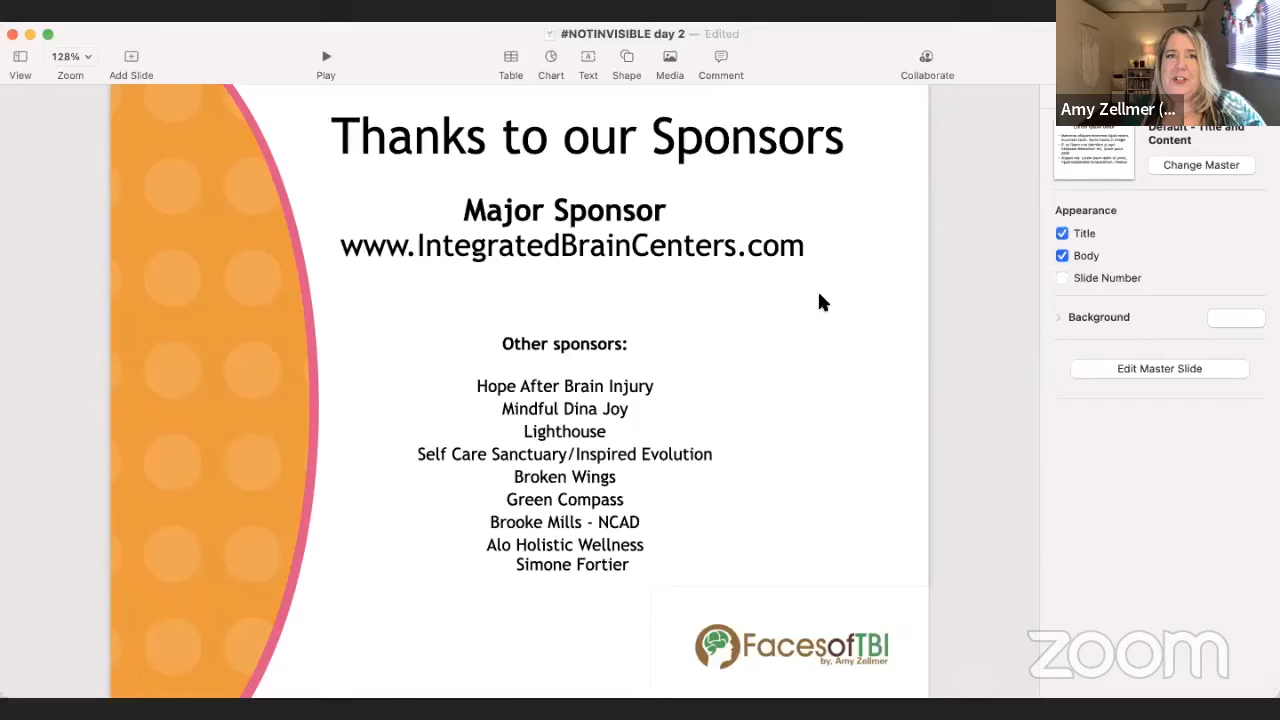 #NOTINVISIBLE day 2 — Edited
128%
View
Zoom
Add Slide
Play
Table
Chart
Text
Shape
Media
Comment
Collaborate
Amy Zellmer (...
Thanks to our Sponsors
Major Sponsor
www.IntegratedBrainCenters.com
Other sponsors:
Hope After Brain Injury
Mindful Dina Joy
Lighthouse
Self Care Sanctuary/Inspired Evolution
Broken Wings
Green Compass
Brooke Mills - NCAD
Alo Holistic Wellness
Simone Fortier
FacesofTBI
by, Amy Zellmer
Default - Title and
Content
Change Master
Appearance
Title
Body
Slide Number
Background
Edit Master Slide
zoom